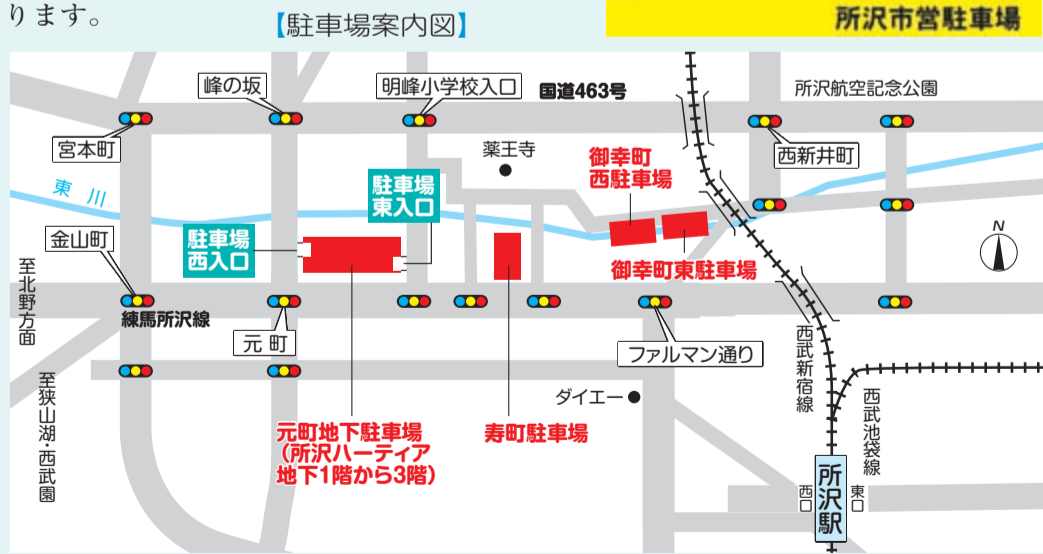 ります。
【駐車場案内図】
所沢市営駐車場
峰の坂
明峰小学校入口
国道463号
所沢航空記念公園
宮本町
薬王寺
御幸町
西駐車場
西新井町
東川
駐車場
東入口
金山町
駐車場
西入口
御幸町東駐車場
N
至北野方面
練馬所沢線
元町
ファルマン通り
西武新宿線
至狭山湖・西武園
ダイエー
西武池袋線
元町地下駐車場
(所沢ハーティア
地下1階から3階)
寿町駐車場
西口
所沢駅
東口